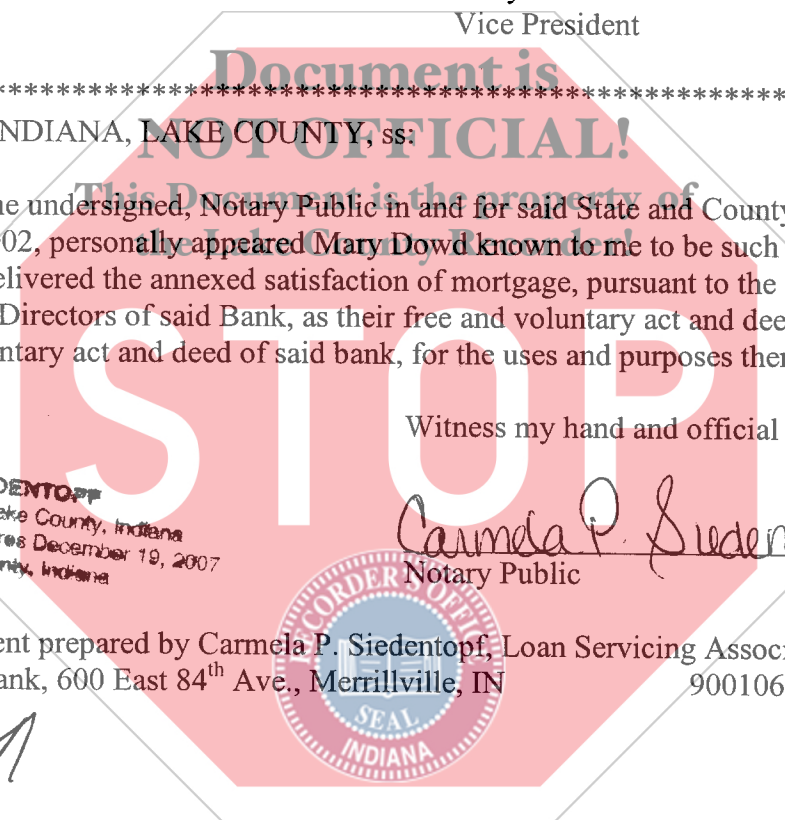 Vice President
Document is
********************************************************************
NDIANA, LAKE COUNTY, ss:
NOT OFFICIAL!
This Document is the property of
the Lake County Recorder!
ne undersigned, Notary Public in and for said State and County
02, personally appeared Mary Dowd known to me to be such
elivered the annexed satisfaction of mortgage, pursuant to the
Directors of said Bank, as their free and voluntary act and dee
ntary act and deed of said bank, for the uses and purposes ther
STOP
Witness my hand and official
DENTOPF
ake County, Indiana
res December 19, 2007
nty, Indiana
Carmela P. Sieden
Notary Public
RECORDER'S OFFICE
SEAL
INDIANA
ent prepared by Carmela P. Siedentopf, Loan Servicing Associ
ank, 600 East 84th Ave., Merrillville, IN 900106